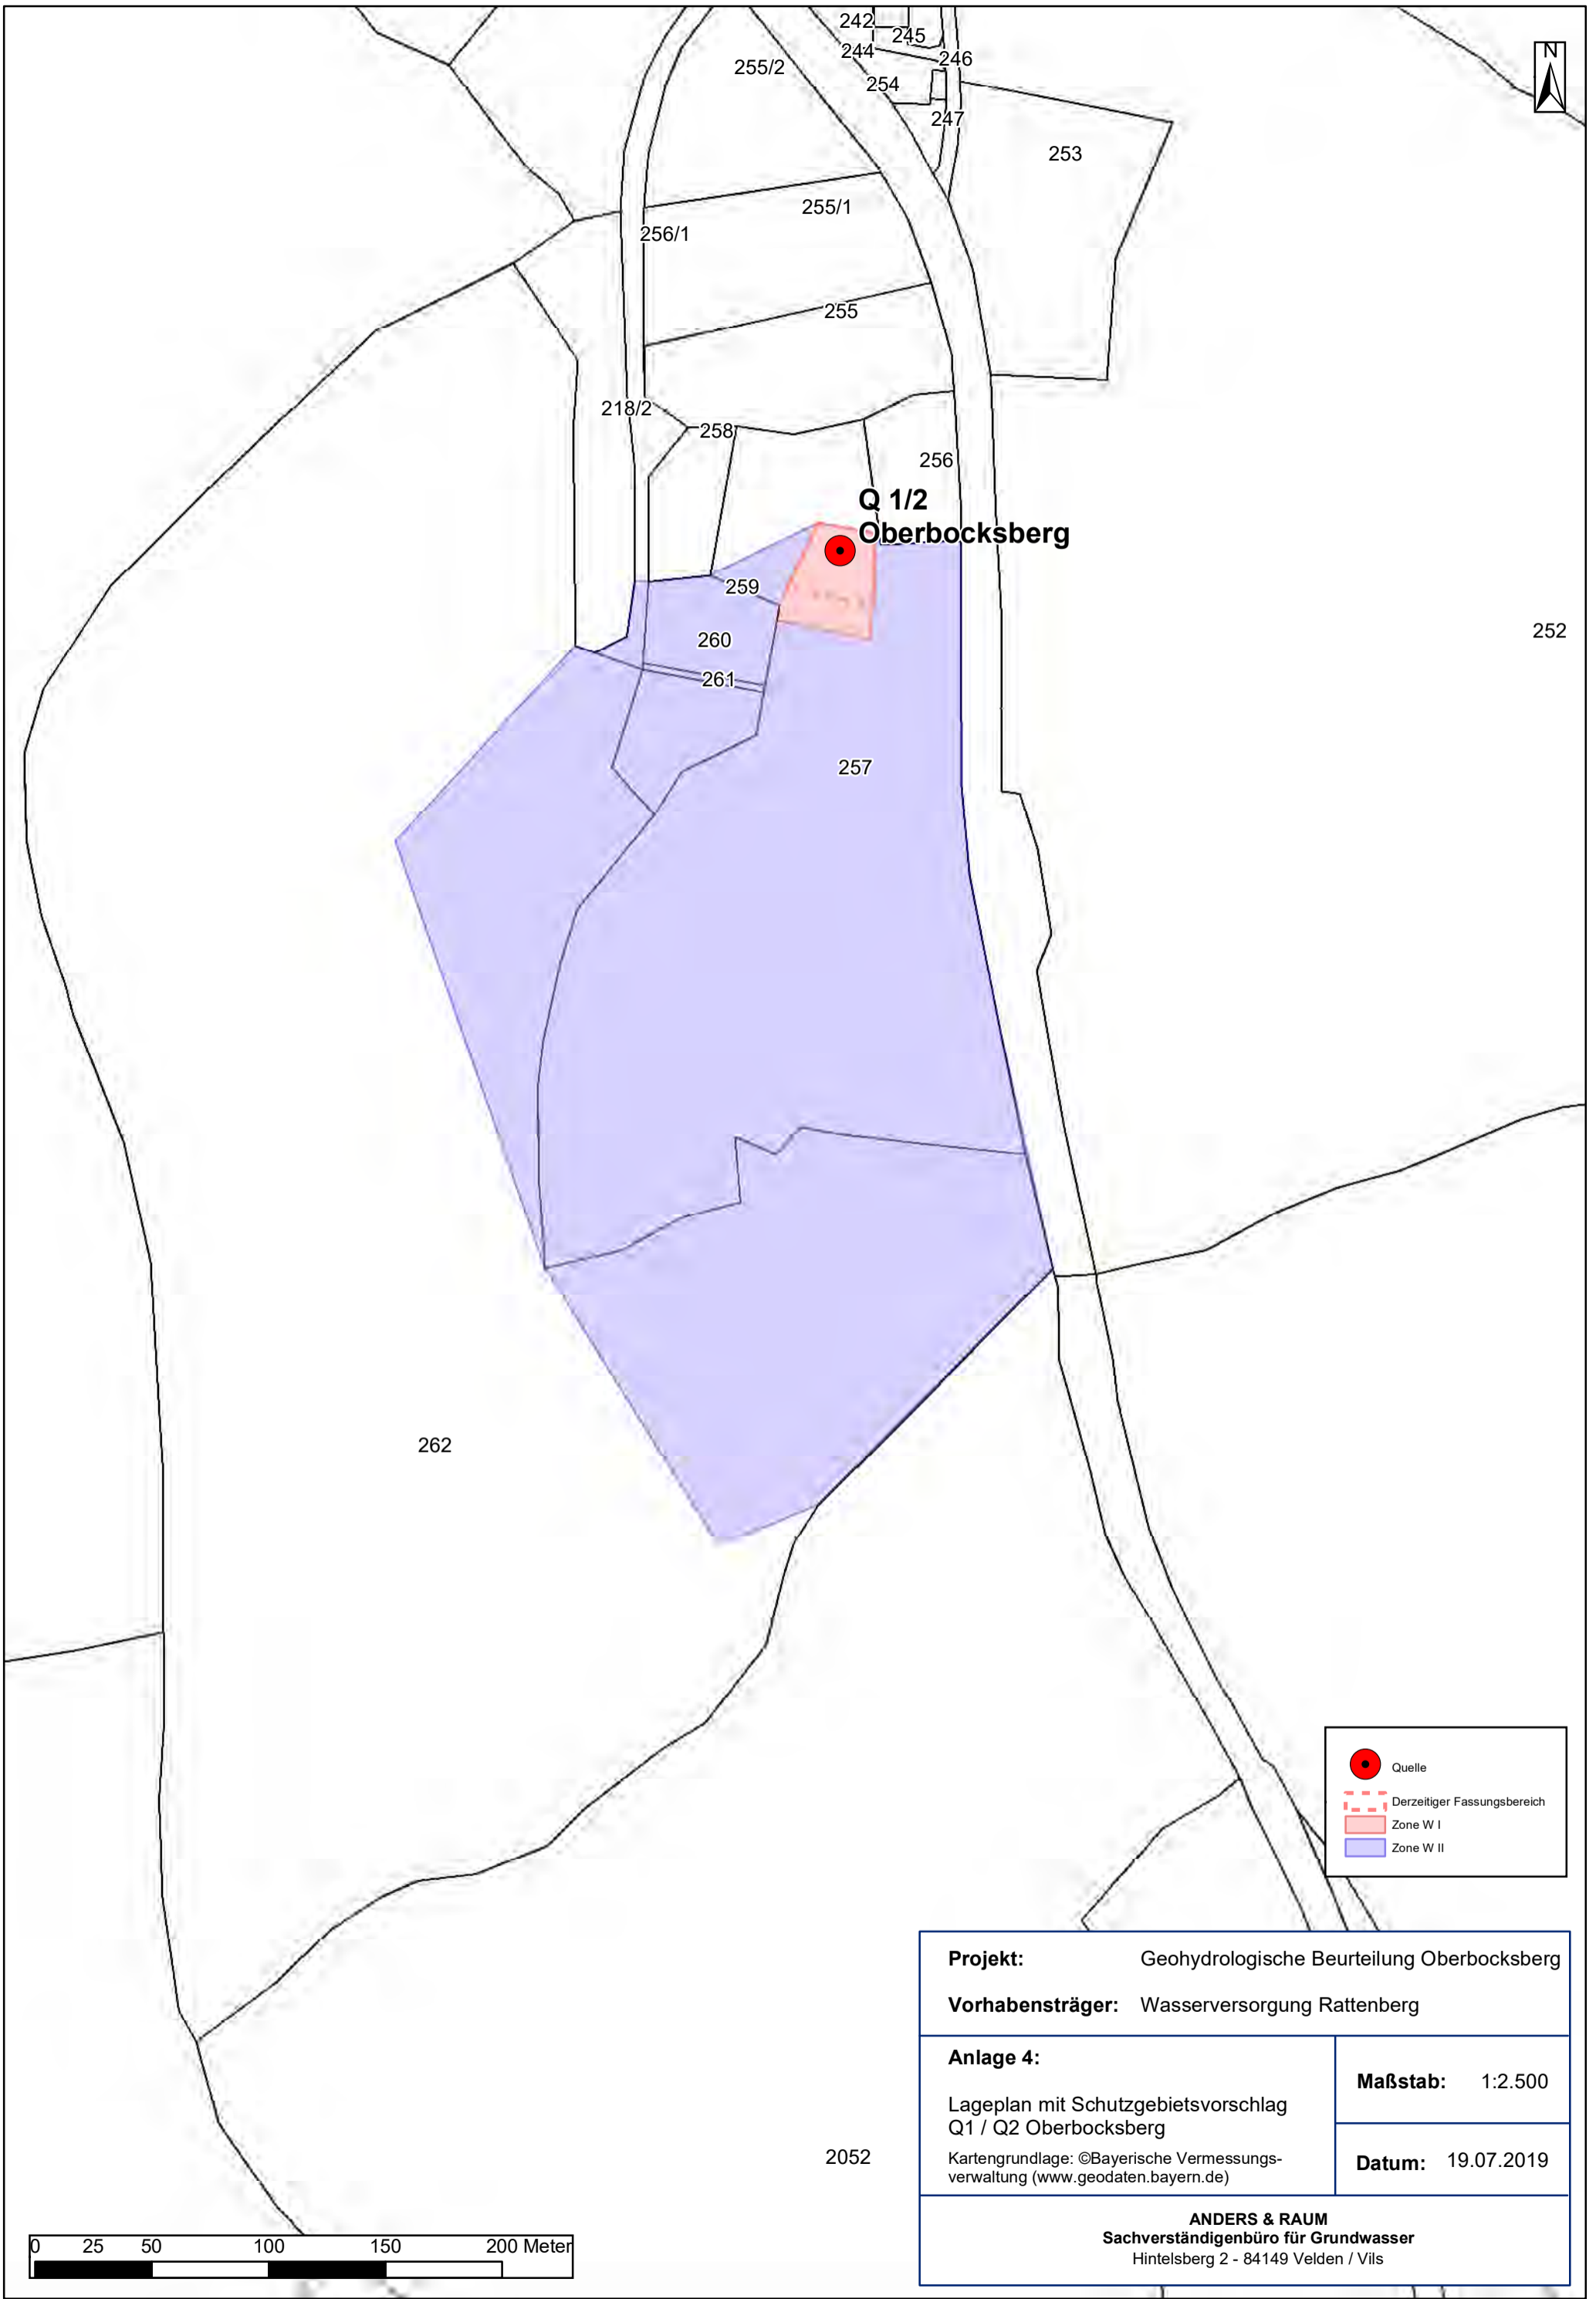 242
245
244
246
255/2
254
247
253
255/1
256/1
255
218/2
258
256
Q 1/2
Oberbocksberg
259
252
260
261
257
262
2052
N
Quelle
Derzeitiger Fassungsbereich
Zone W I
Zone W II
Projekt: Geohydrologische Beurteilung Oberbocksberg
Vorhabensträger: Wasserversorgung Rattenberg
Anlage 4:
Lageplan mit Schutzgebietsvorschlag
Q1 / Q2 Oberbocksberg
Kartengrundlage: ©Bayerische Vermessungs-
verwaltung (www.geodaten.bayern.de)
Maßstab: 1:2.500
Datum: 19.07.2019
ANDERS & RAUM
Sachverständigenbüro für Grundwasser
Hintelsberg 2 - 84149 Velden / Vils
0 25 50 100 150 200 Meter